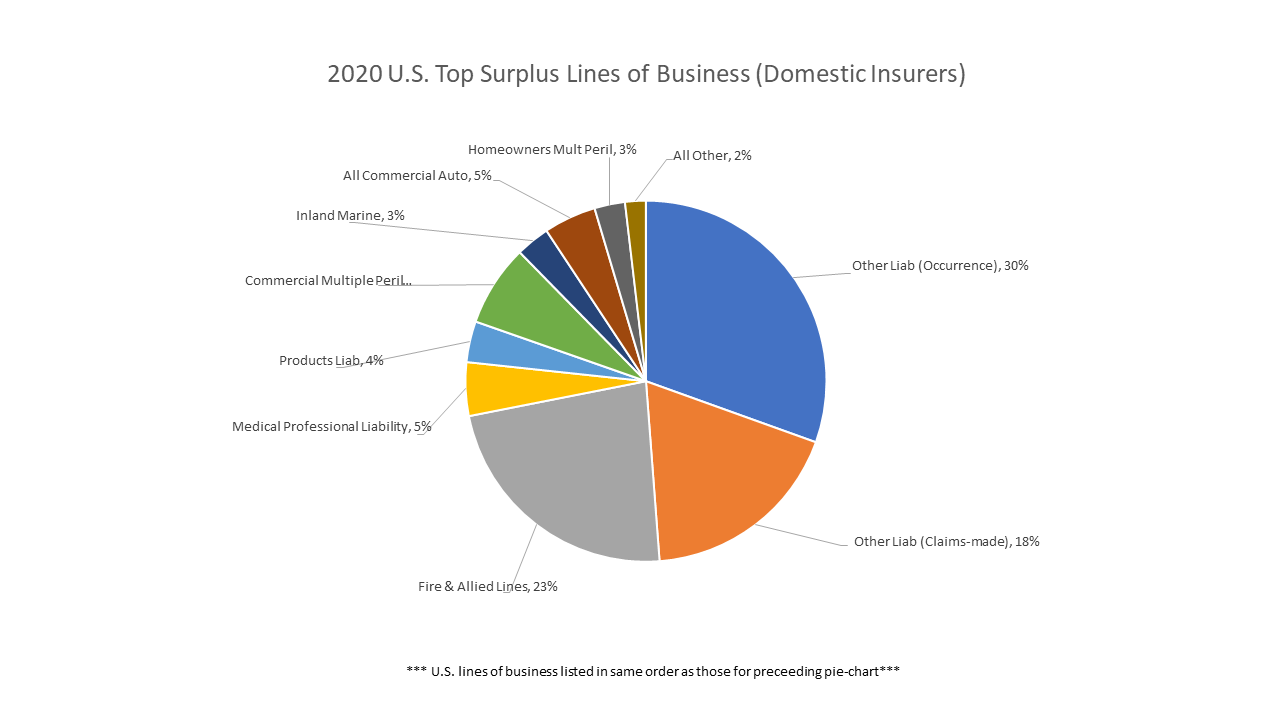 2020 U.S. Top Surplus Lines of Business (Domestic Insurers)
Homeowners Mult Peril, 3%
All Other, 2%
All Commercial Auto, 5%
Inland Marine, 3%
Other Liab (Occurrence), 30%
Commercial Multiple Peril...
Products Liab, 4%
Medical Professional Liability, 5%
Other Liab (Claims-made), 18%
Fire & Allied Lines, 23%
*** U.S. lines of business listed in same order as those for preceeding pie-chart***